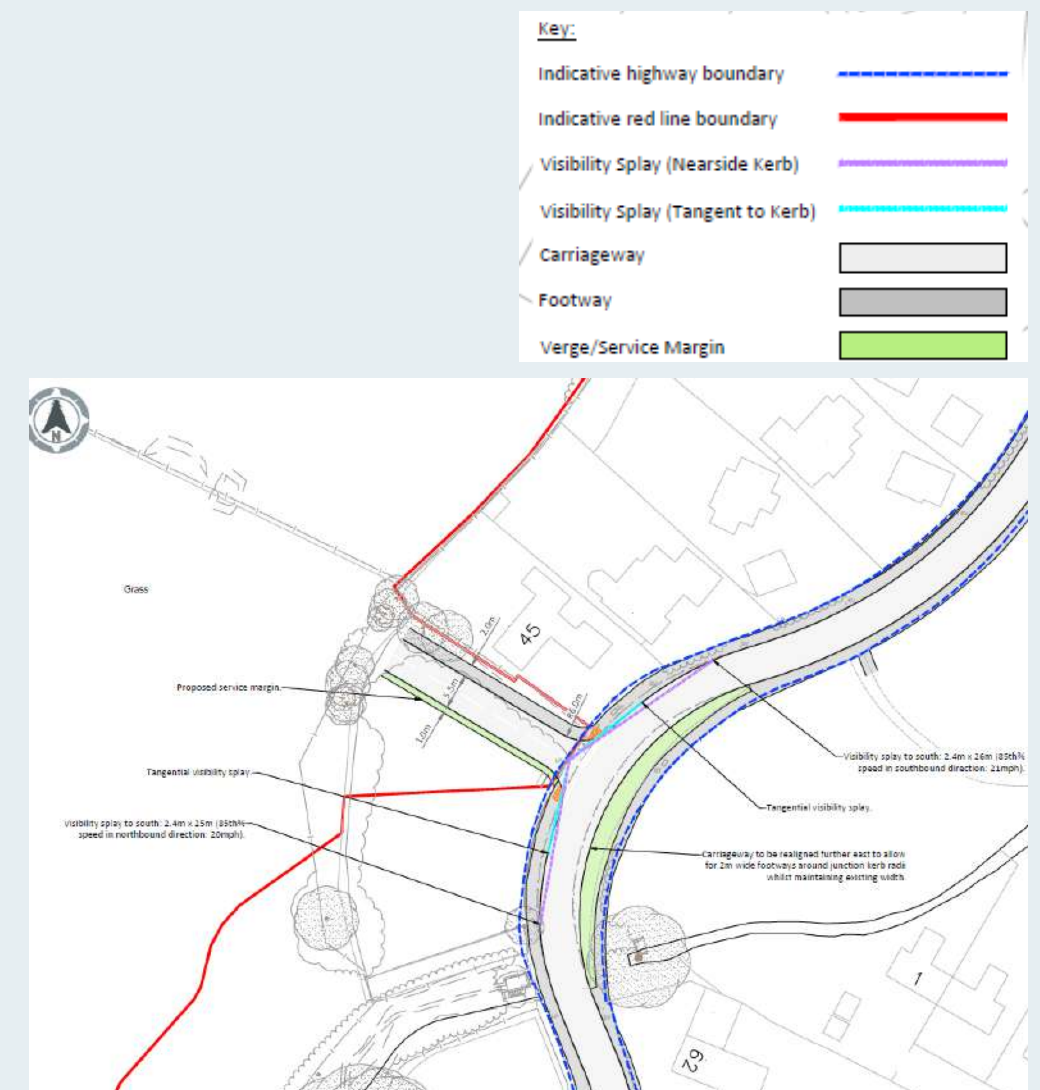 Key:
Indicative highway boundary
Indicative red line boundary
Visibility Splay (Nearside Kerb)
Visibility Splay (Tangent to Kerb)
Carriageway
Footway
Verge/Service Margin
N
Grass
45
2.0m
5.5m
1.0m
R6.0m
Proposed service margin.
Tangential visibility splay
Visibility splay to south: 2.4m x 25m (85th%
speed in northbound direction: 20mph).
Visibility splay to south: 2.4m x 26m (85th%
speed in southbound direction: 21mph).
Tangential visibility splay.
Carriageway to be realigned further east to allow
for 2m wide footways around junction kerb radii
whilst maintaining existing width.
1
62